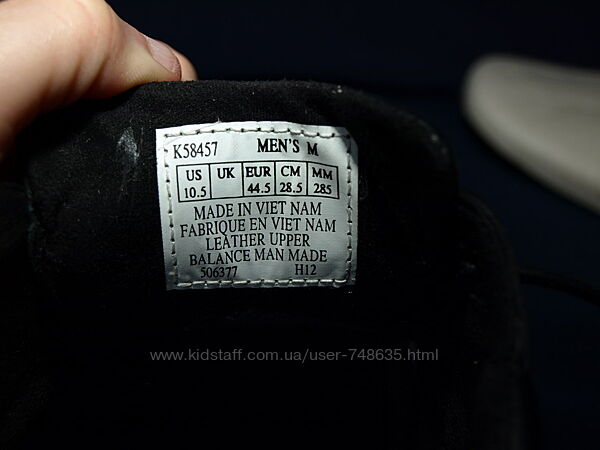 K58457 MEN'S M
US UK EUR CM MM
10.5 44.5 28.5 285
MADE IN VIET NAM
FABRIQUE EN VIET NAM
LEATHER UPPER
BALANCE MAN MADE
506377 H12
www.kidstaff.com.ua/user-748635.html